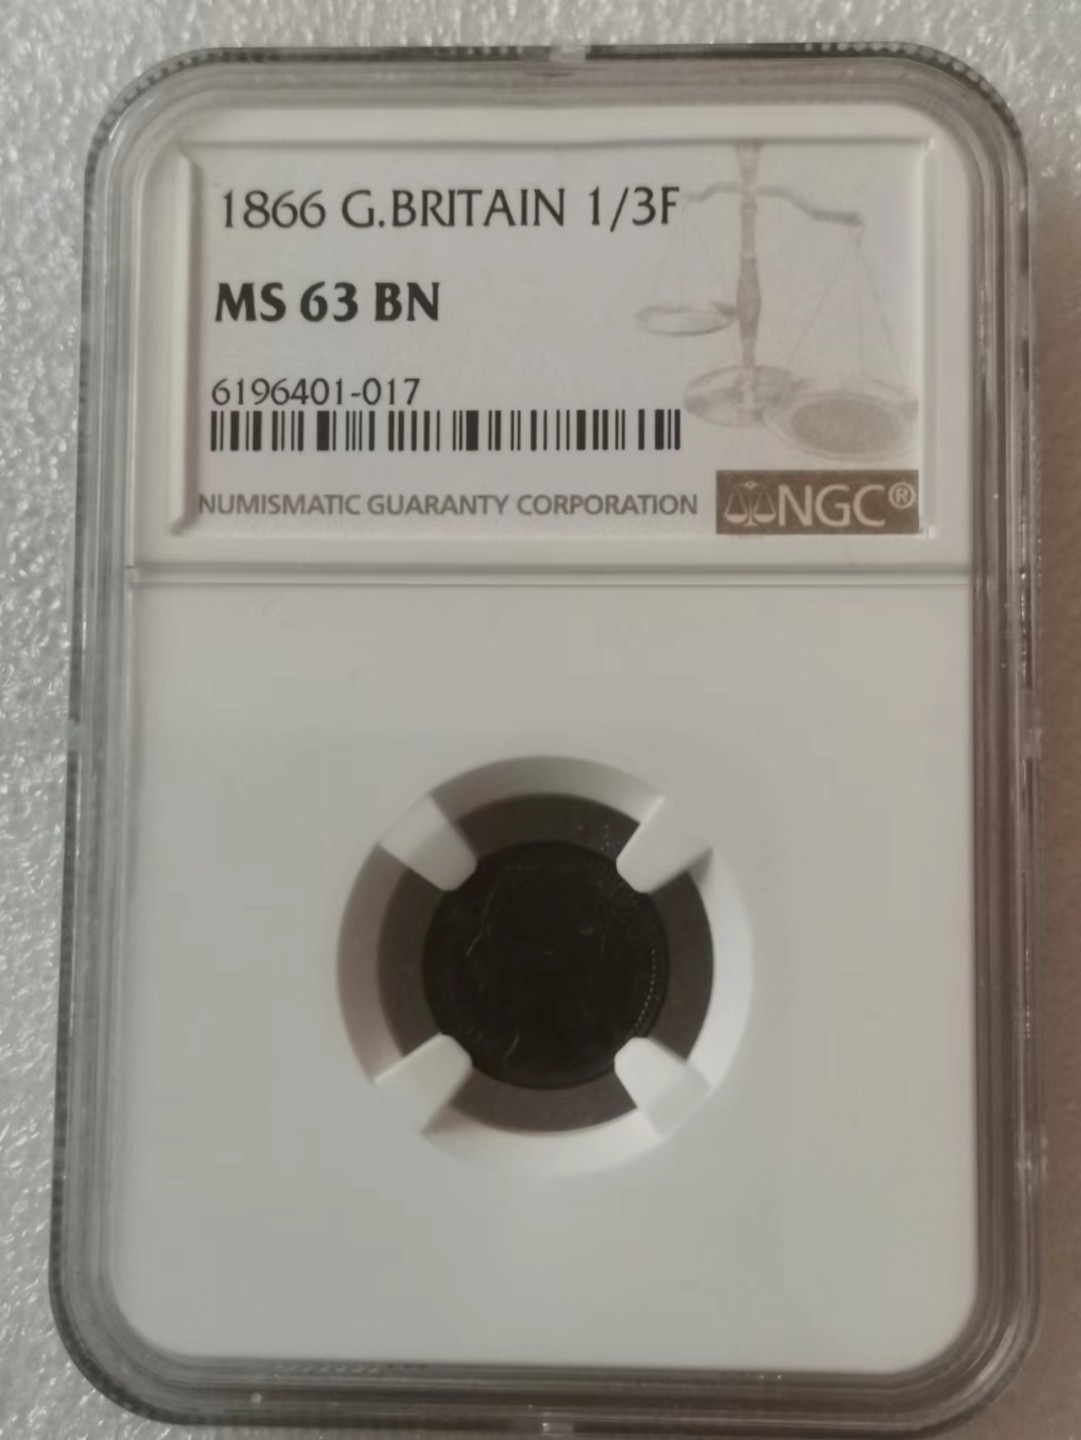 1866 G.BRITAIN 1/3F
MS 63 BN
6196401-017
NUMISMATIC GUARANTY CORPORATION
NGC®